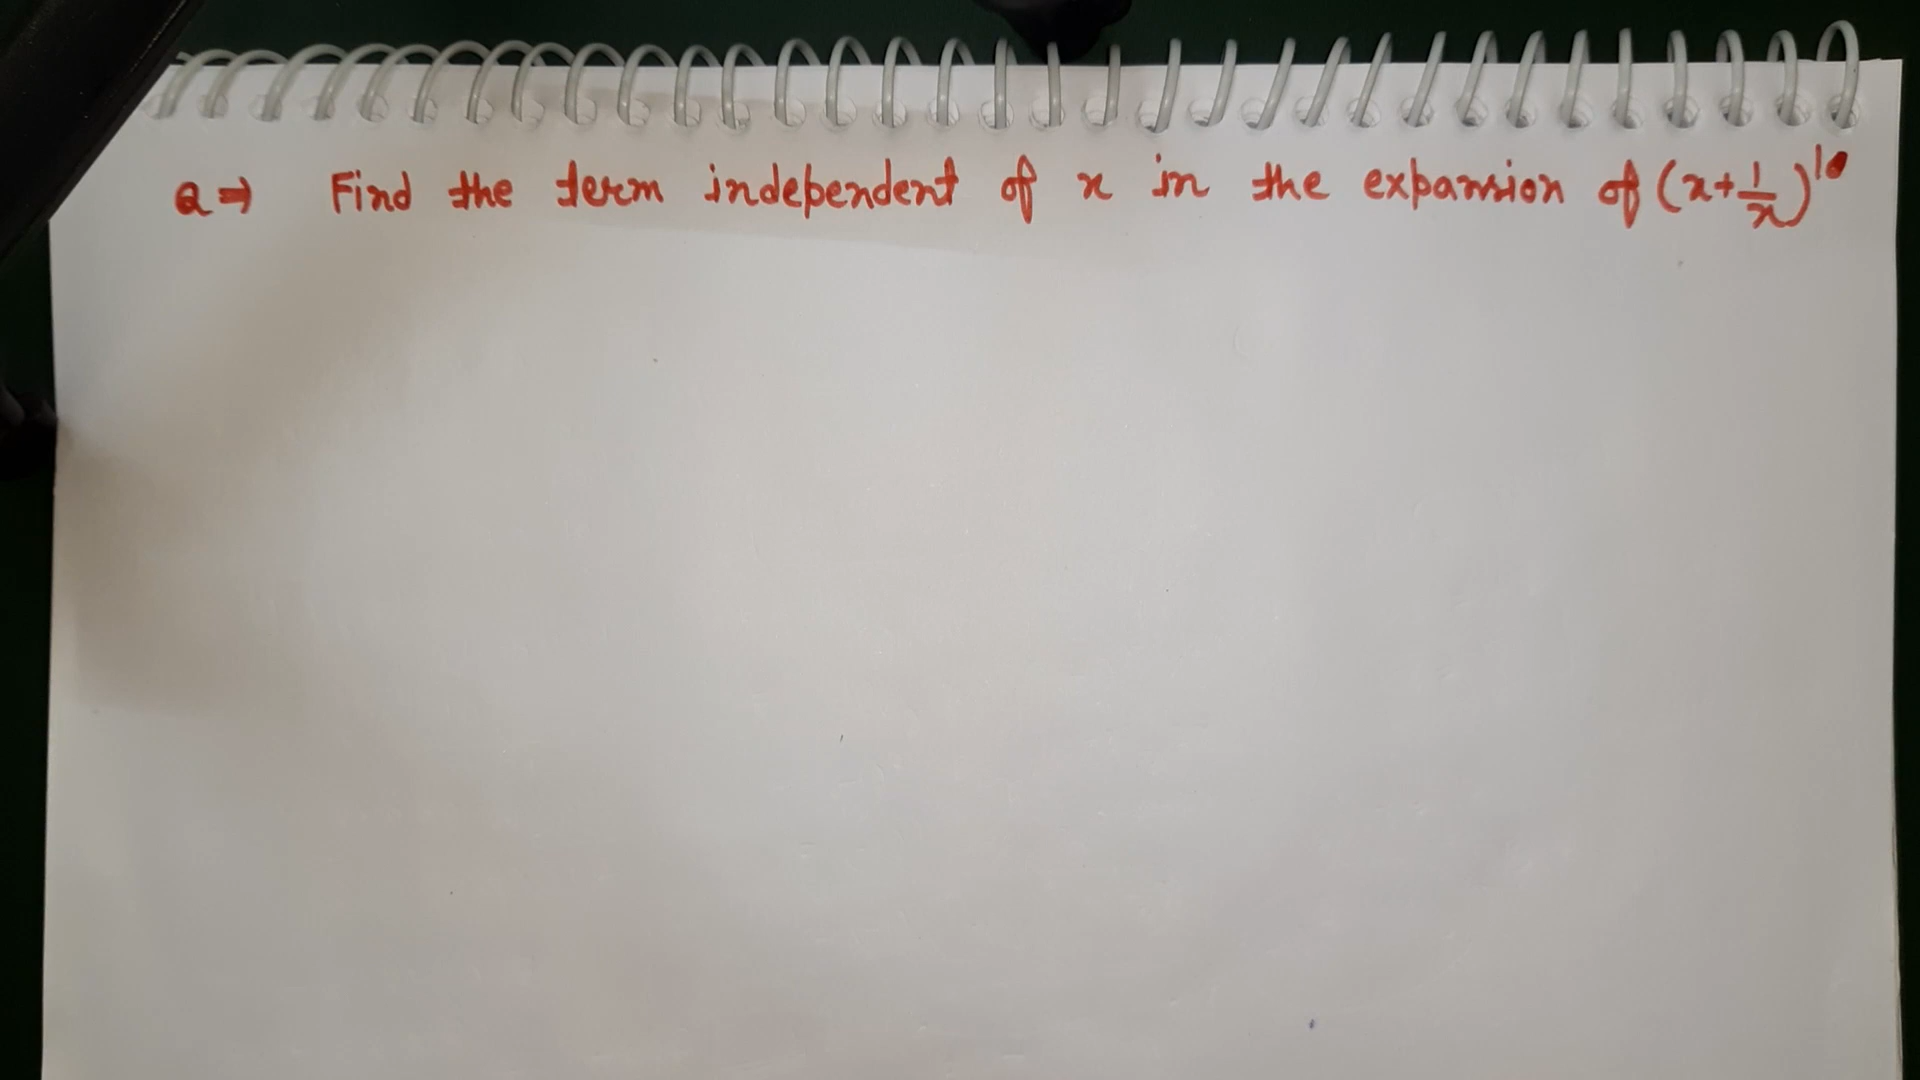 Q⇒ Find the term independent of x in the expansion of (x+1/x)^10